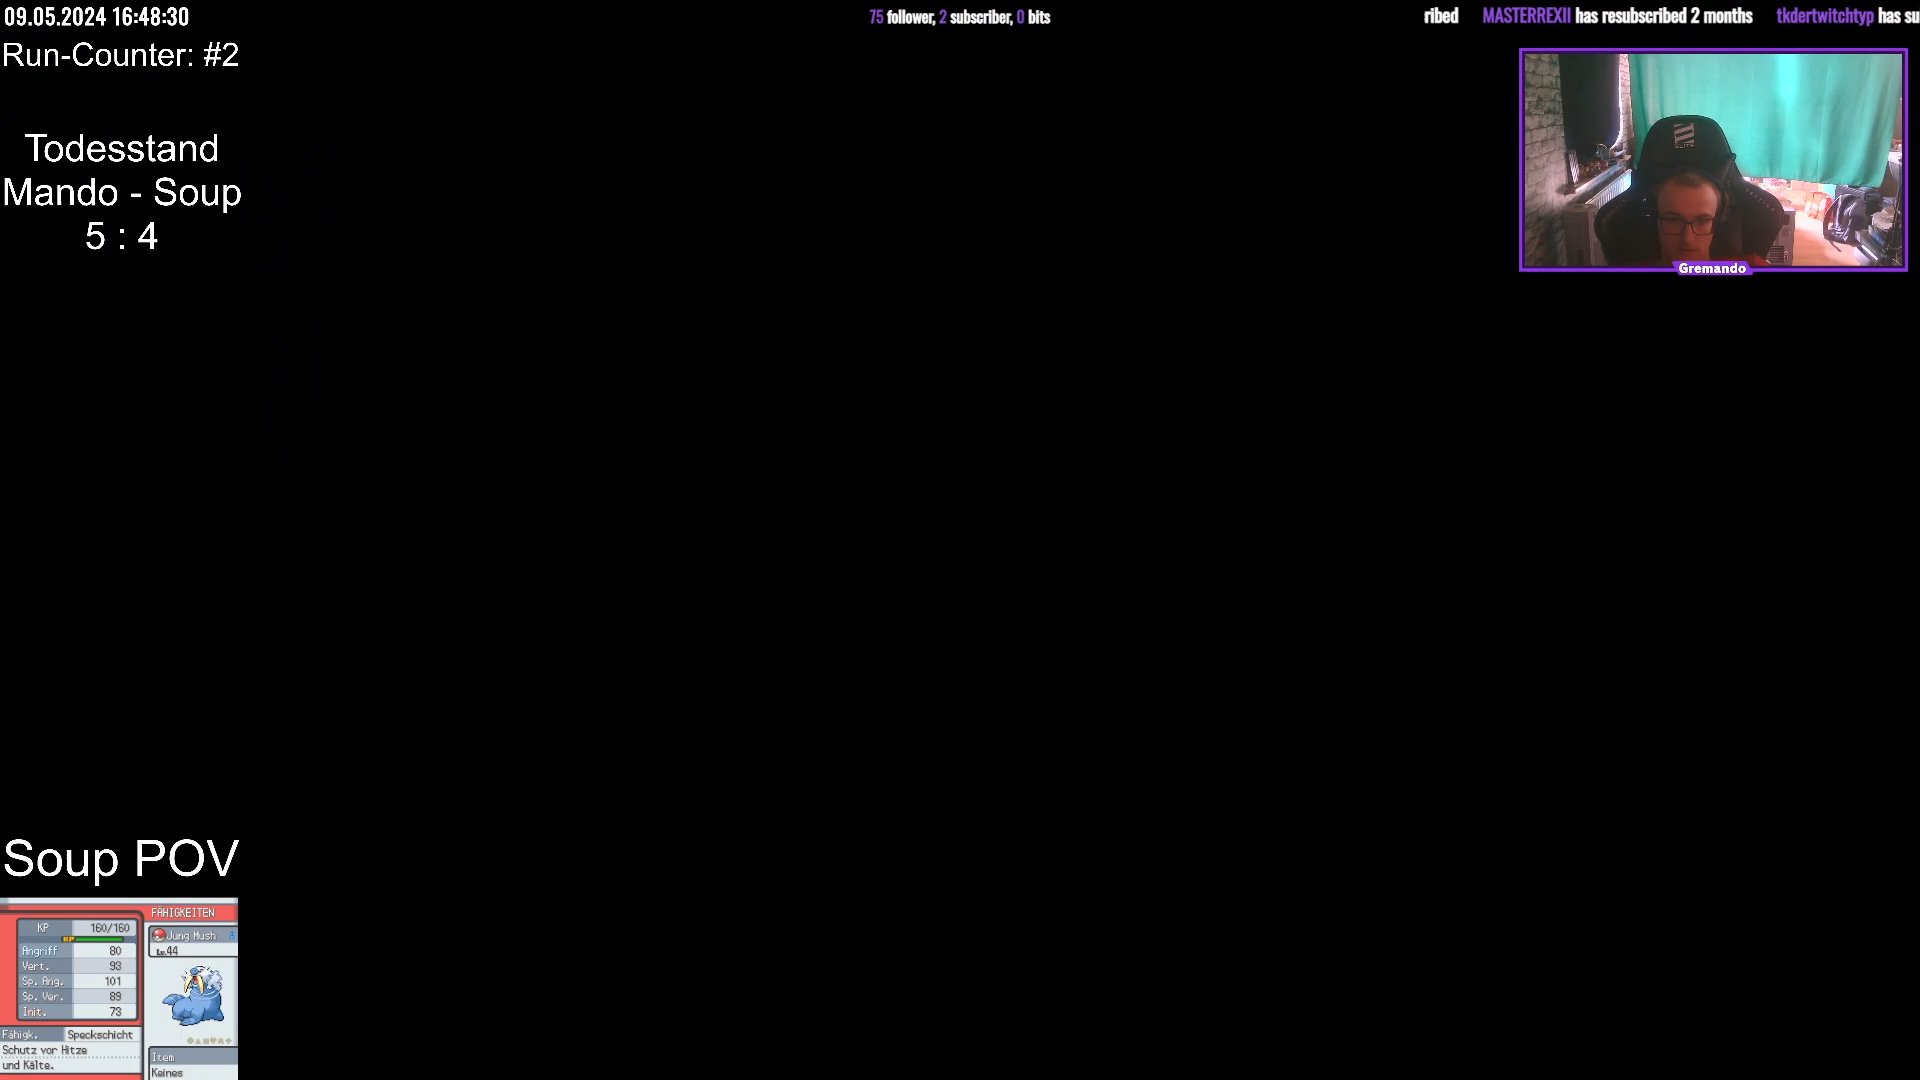 09.05.2024 16:48:30
75 follower, 2 subscriber, 0 bits
ribed MASTERREXII has resubscribed 2 months tkdertwitchtyp has su
Run-Counter: #2
Todesstand
Mando - Soup
5 : 4
ELITE
Gremando
Soup POV
FÄHIGKEITEN
KP 160/160
KP
Jung Mush
Lv.44
Angriff 80
Vert. 93
Sp. Ang. 101
Sp. Ver. 89
Init. 73
Fähigk. Speckschicht
Schutz vor Hitze
und Kälte.
Item
Keines